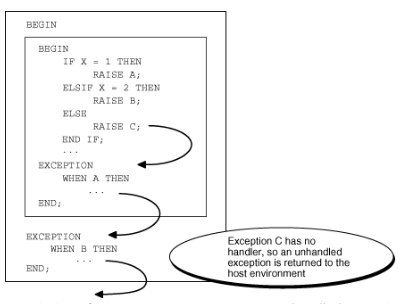 BEGIN
BEGIN
IF X = 1 THEN
RAISE A;
ELSIF X = 2 THEN
RAISE B;
ELSE
RAISE C;
END IF;
...
EXCEPTION
WHEN A THEN
...
END;
EXCEPTION
WHEN B THEN
...
END;
Exception C has no
handler, so an unhandled
exception is returned to the
host environment